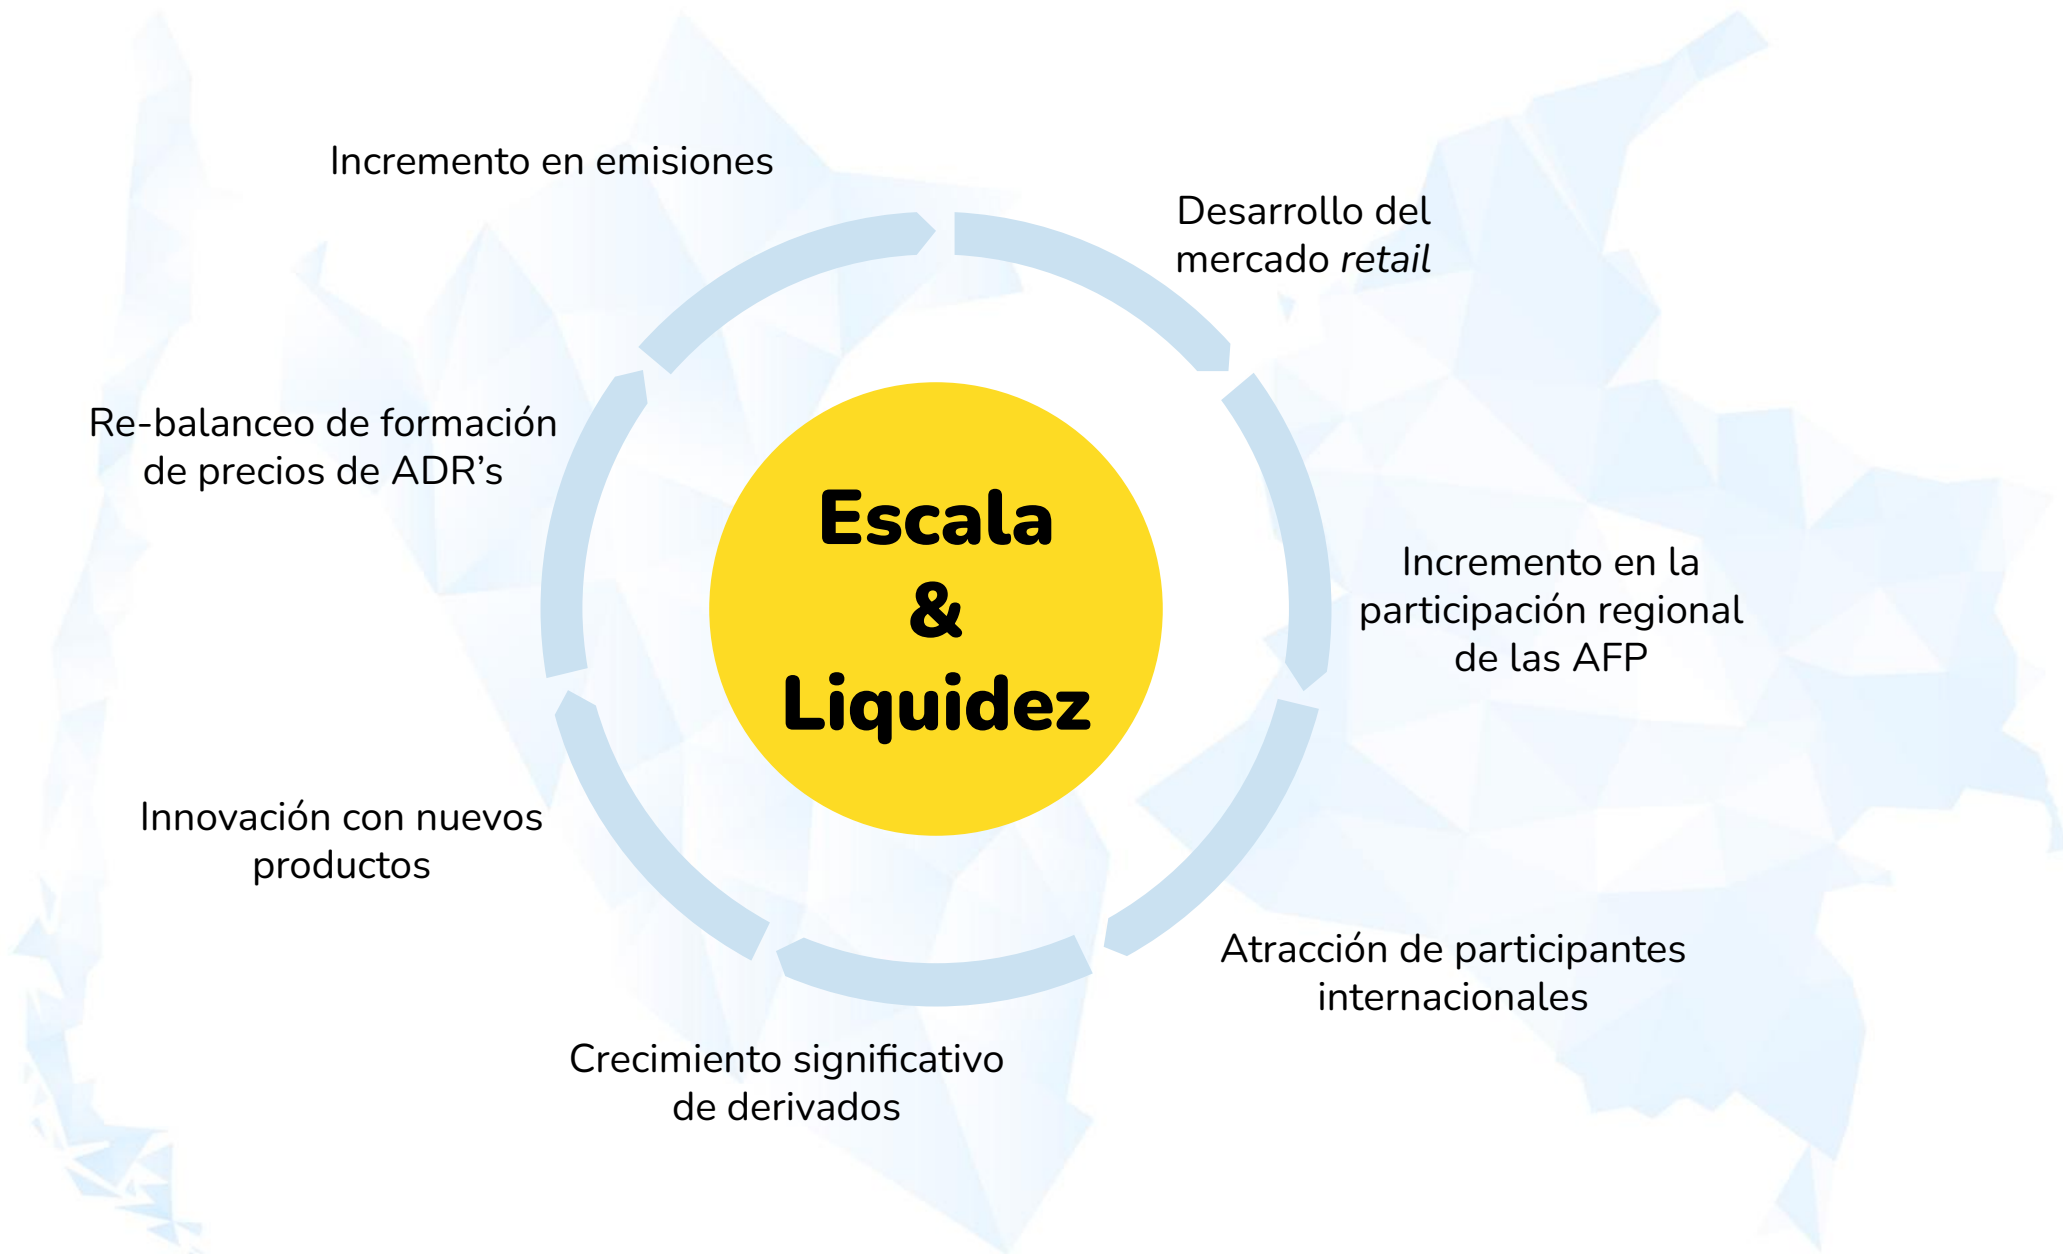 Incremento en emisiones
Desarrollo del
mercado retail
Re-balanceo de formación
de precios de ADR’s
Escala
&
Liquidez
Incremento en la
participación regional
de las AFP
Innovación con nuevos
productos
Atracción de participantes
internacionales
Crecimiento significativo
de derivados